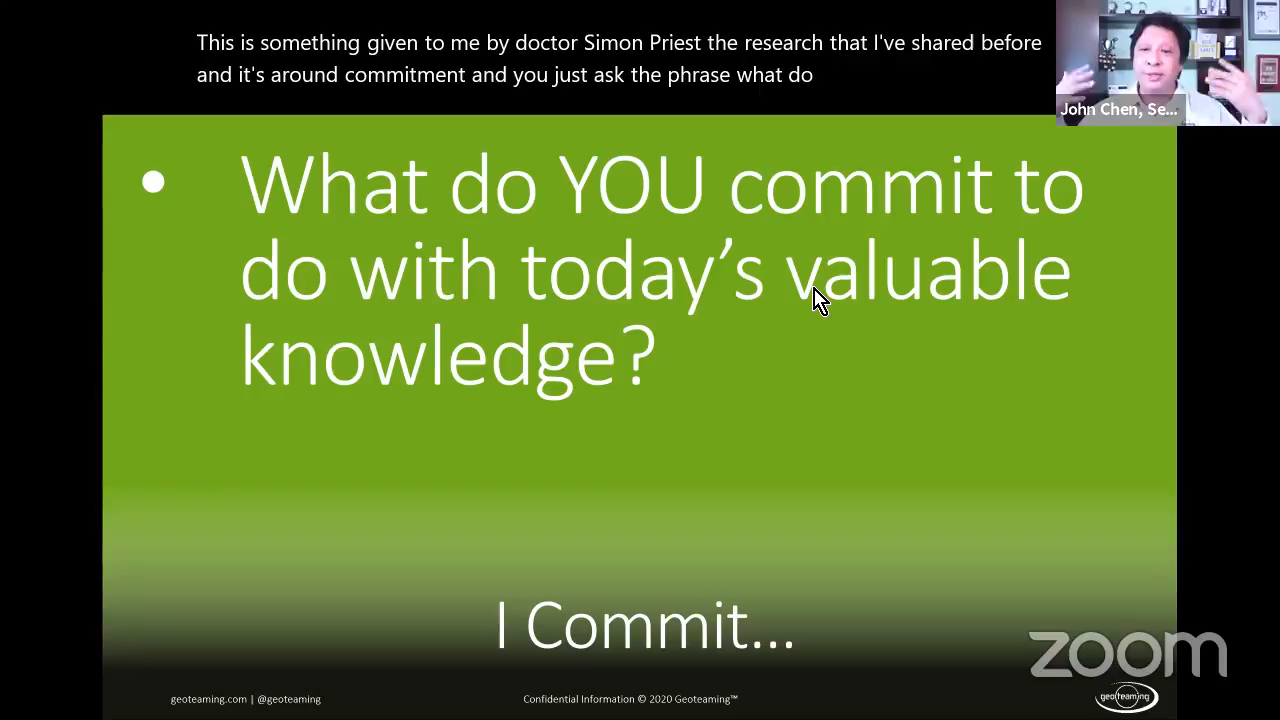 This is something given to me by doctor Simon Priest the research that I've shared before
and it's around commitment and you just ask the phrase what do
John Chen, Se...
• What do YOU commit to
do with today's valuable
knowledge?
I Commit...
zoom
geoteaming.com | @geoteaming
Confidential Information © 2020 Geoteaming™
geoteaming